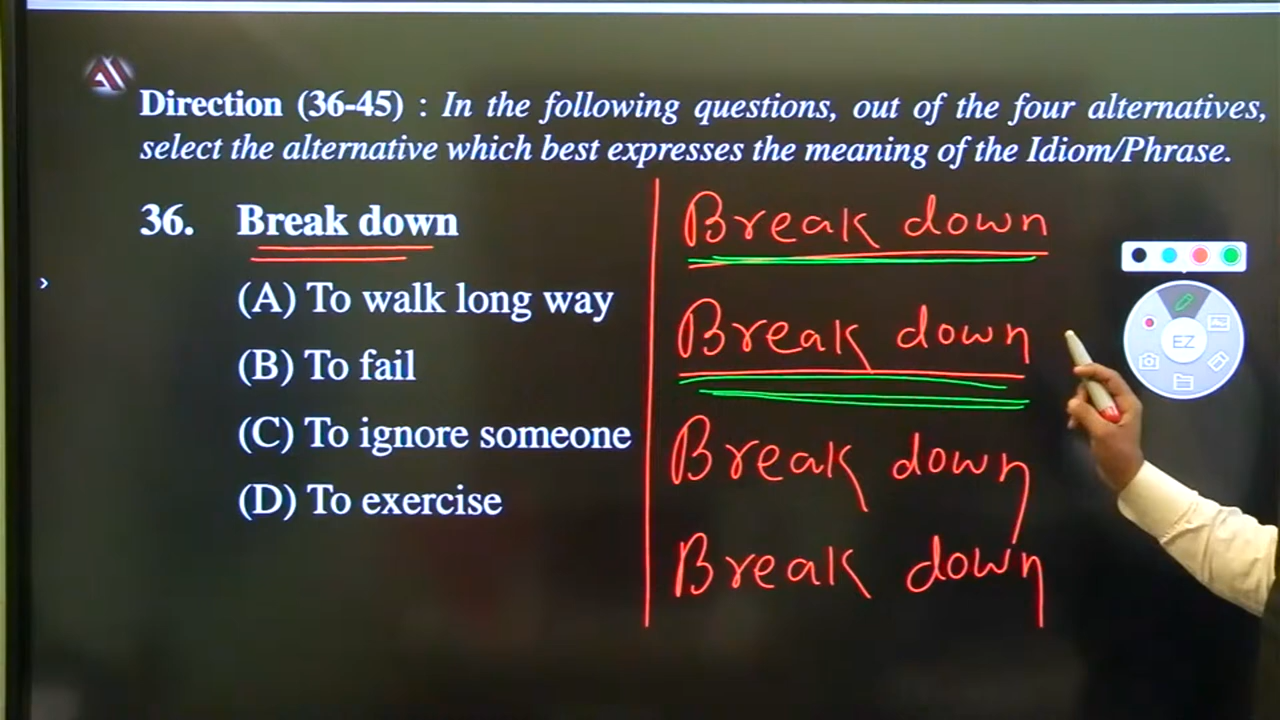 Direction (36-45) : In the following questions, out of the four alternatives,
select the alternative which best expresses the meaning of the Idiom/Phrase.
36. Break down
(A) To walk long way
(B) To fail
(C) To ignore someone
(D) To exercise
Break down
Break down
Break down
Break down
EZ